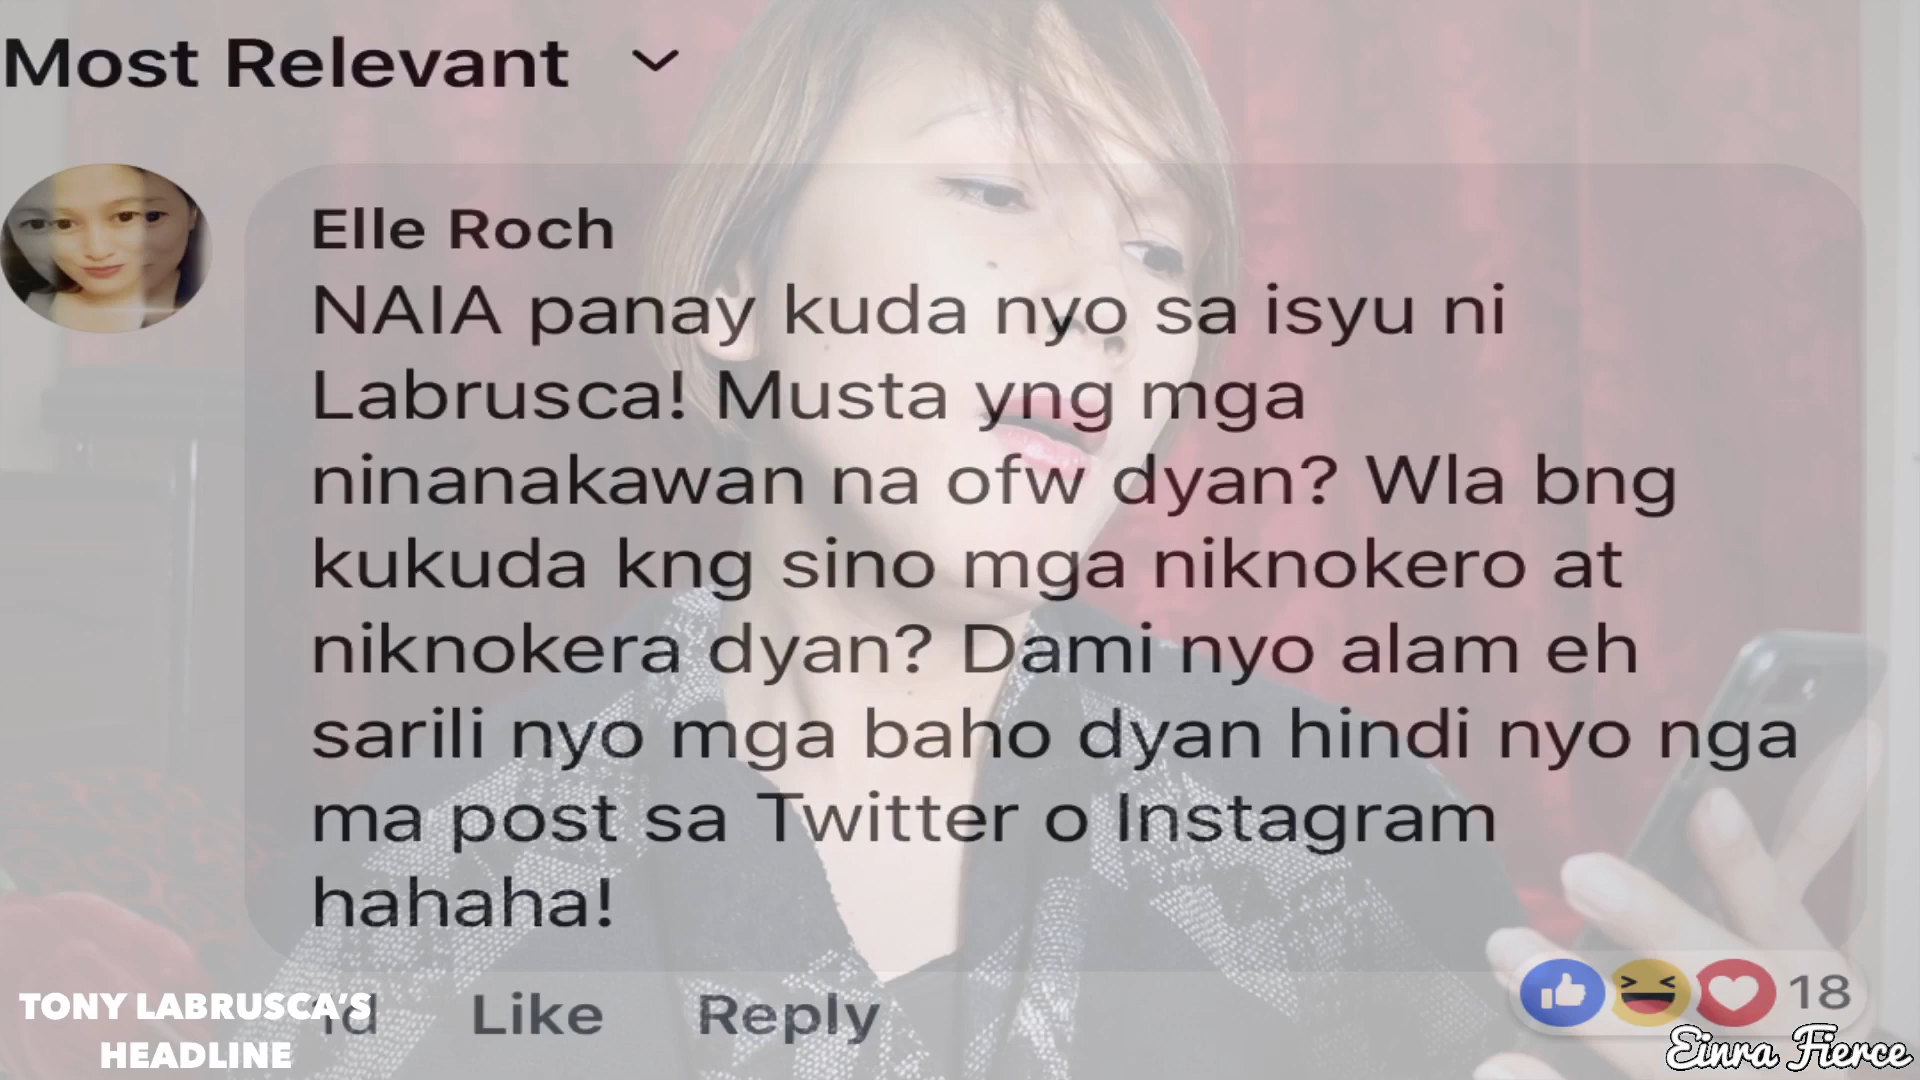 Most Relevant
Elle Roch
NAIA panay kuda nyo sa isyu ni
Labrusca! Musta yng mga
ninanakawan na ofw dyan? Wla bng
kukuda kng sino mga niknokero at
niknokera dyan? Dami nyo alam eh
sarili nyo mga baho dyan hindi nyo nga
ma post sa Twitter o Instagram
hahaha!
1d Like Reply 18
TONY LABRUSCA'S
HEADLINE
Einra Fierce